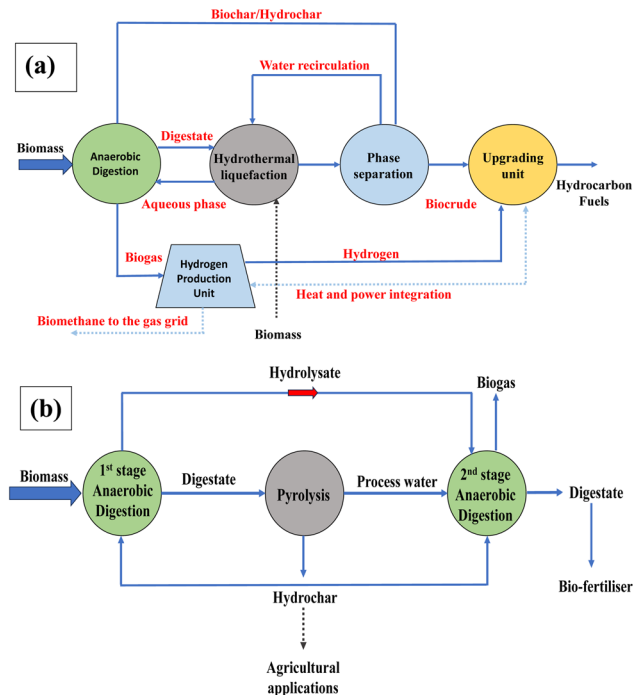 (a)
Biochar/Hydrochar
Water recirculation
Biomass
Anaerobic
Digestion
Digestate
Aqueous phase
Hydrothermal
liquefaction
Phase
separation
Biocrude
Upgrading
unit
Hydrocarbon
Fuels
Biogas
Hydrogen
Production
Unit
Hydrogen
Heat and power integration
Biomethane to the gas grid
Biomass
(b)
Hydrolysate
Biogas
Biomass
1st stage
Anaerobic
Digestion
Digestate
Pyrolysis
Process water
2nd stage
Anaerobic
Digestion
Digestate
Hydrochar
Bio-fertiliser
Agricultural
applications